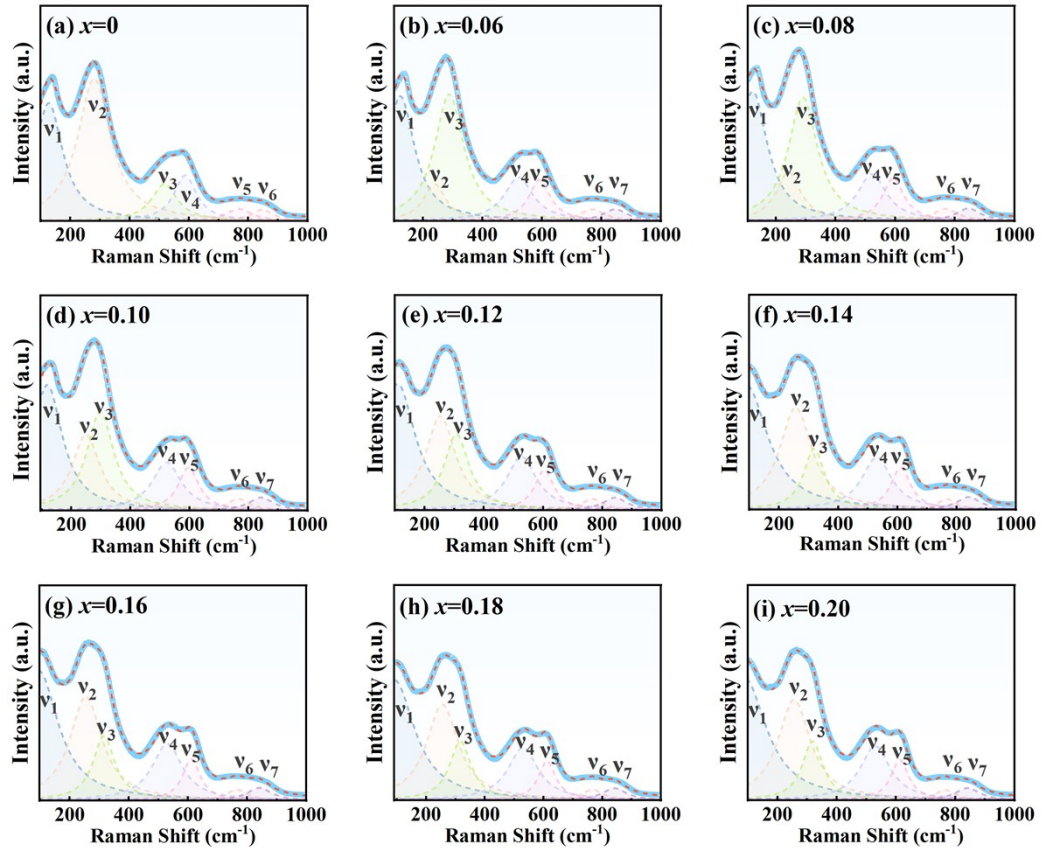 (a) x=0
Intensity (a.u.)
ν1
ν2
ν3
ν4
ν5
ν6
200 400 600 800 1000
Raman Shift (cm-1)
(b) x=0.06
Intensity (a.u.)
ν1
ν2
ν3
ν4
ν5
ν6
ν7
200 400 600 800 1000
Raman Shift (cm-1)
(c) x=0.08
Intensity (a.u.)
ν1
ν2
ν3
ν4
ν5
ν6
ν7
200 400 600 800 1000
Raman Shift (cm-1)
(d) x=0.10
Intensity (a.u.)
ν1
ν2
ν3
ν4
ν5
ν6
ν7
200 400 600 800 1000
Raman Shift (cm-1)
(e) x=0.12
Intensity (a.u.)
ν1
ν2
ν3
ν4
ν5
ν6
ν7
200 400 600 800 1000
Raman Shift (cm-1)
(f) x=0.14
Intensity (a.u.)
ν1
ν2
ν3
ν4
ν5
ν6
ν7
200 400 600 800 1000
Raman Shift (cm-1)
(g) x=0.16
Intensity (a.u.)
ν1
ν2
ν3
ν4
ν5
ν6
ν7
200 400 600 800 1000
Raman Shift (cm-1)
(h) x=0.18
Intensity (a.u.)
ν1
ν2
ν3
ν4
ν5
ν6
ν7
200 400 600 800 1000
Raman Shift (cm-1)
(i) x=0.20
Intensity (a.u.)
ν1
ν2
ν3
ν4
ν5
ν6
ν7
200 400 600 800 1000
Raman Shift (cm-1)